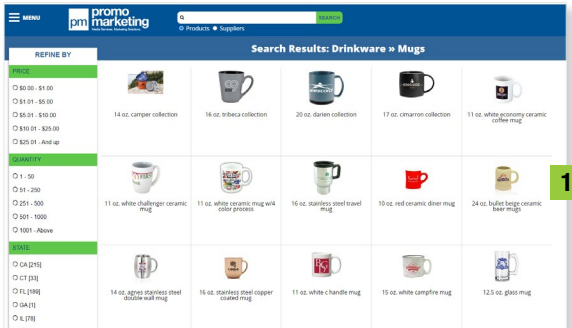 MENU
pm promo marketing
Media Services. Marketing Solutions.
SEARCH
Products Suppliers
Search Results: Drinkware » Mugs
REFINE BY
PRICE
$0.00 - $1.00
$1.01 - $5.00
$5.01 - $10.00
$10.01 - $25.00
$25.01 - And up
QUANTITY
1 - 50
51 - 250
251 - 500
501 - 1000
1001 - Above
STATE
CA [215]
CT [33]
FL [189]
GA [1]
IL [78]
14 oz. camper collection
16 oz. tribeca collection
20 oz. darien collection
17 oz. cimarron collection
11 oz. white economy ceramic
coffee mug
11 oz. white challenger ceramic
mug
11 oz. white ceramic mug w/4
color process
16 oz. stainless steel travel
mug
10 oz. red ceramic diner mug
24 oz. bullet beige ceramic
beer mugs
1
14 oz. agnes stainless steel
double wall mug
16 oz. stainless steel copper
coated mug
11 oz. white c handle mug
15 oz. white campfire mug
12.5 oz. glass mug